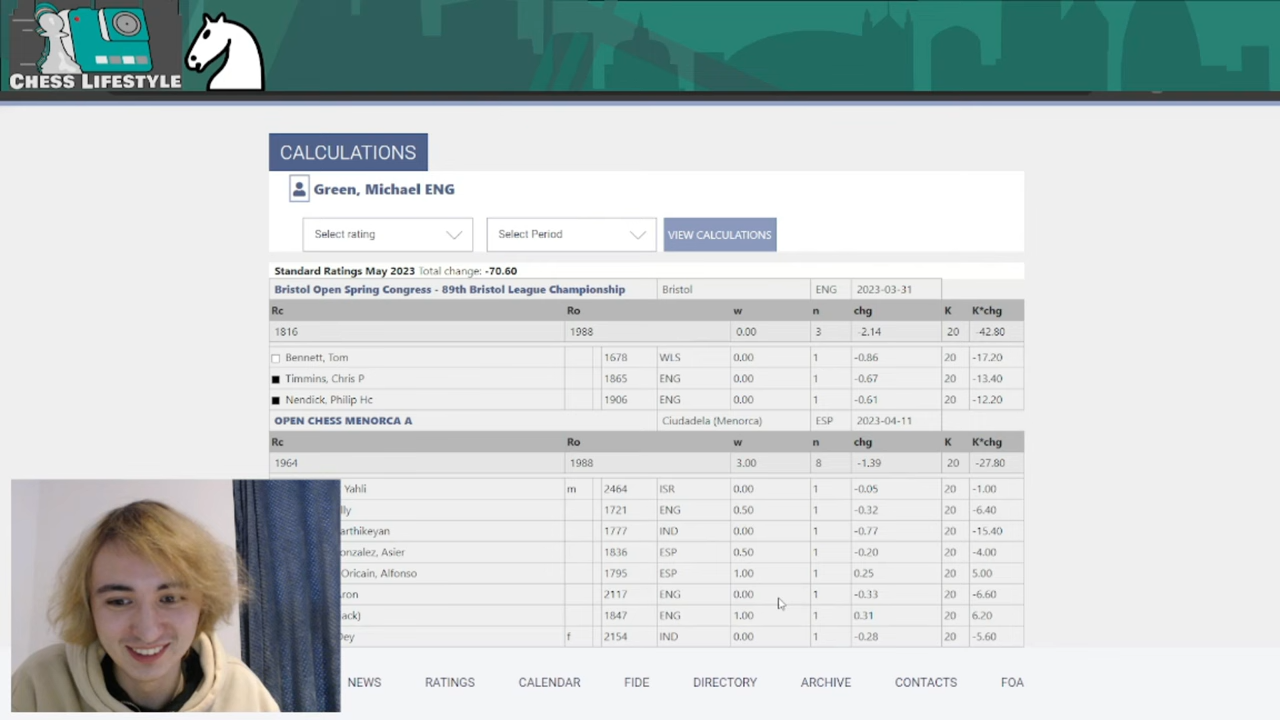 CHESS LIFESTYLE
CALCULATIONS
Green, Michael ENG
Select rating Select Period VIEW CALCULATIONS
Standard Ratings May 2023 Total change: -70.60
Bristol Open Spring Congress - 89th Bristol League Championship Bristol ENG 2023-03-31
Rc Ro w n chg K K*chg
1816 1988 0.00 3 -2.14 20 -42.80
Bennett, Tom 1678 WLS 0.00 1 -0.86 20 -17.20
Timmins, Chris P 1865 ENG 0.00 1 -0.67 20 -13.40
Nendick, Philip Hc 1906 ENG 0.00 1 -0.61 20 -12.20
OPEN CHESS MENORCA A Ciudadela (Menorca) ESP 2023-04-11
Rc Ro w n chg K K*chg
1964 1988 3.00 8 -1.39 20 -27.80
Yahli m 2464 ISR 0.00 1 -0.05 20 -1.00
lly 1721 ENG 0.50 1 -0.32 20 -6.40
arthikeyan 1777 IND 0.00 1 -0.77 20 -15.40
onzalez, Asier 1836 ESP 0.50 1 -0.20 20 -4.00
Oricain, Alfonso 1795 ESP 1.00 1 0.25 20 5.00
ron 2117 ENG 0.00 1 -0.33 20 -6.60
ack) 1847 ENG 1.00 1 0.31 20 6.20
Dey f 2154 IND 0.00 1 -0.28 20 -5.60
NEWS RATINGS CALENDAR FIDE DIRECTORY ARCHIVE CONTACTS FOA